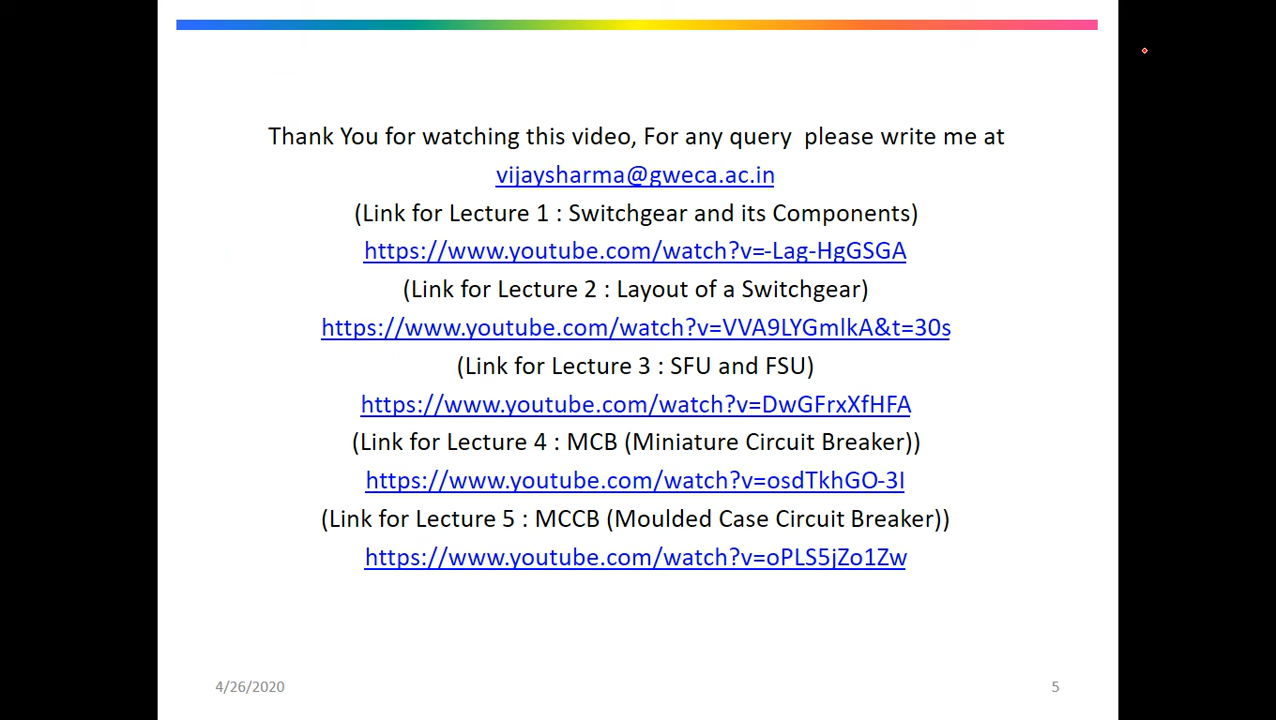 Thank You for watching this video, For any query  please write me at
vijaysharma@gweca.ac.in
(Link for Lecture 1 : Switchgear and its Components)
https://www.youtube.com/watch?v=-Lag-HgGSGA
(Link for Lecture 2 : Layout of a Switchgear)
https://www.youtube.com/watch?v=VVA9LYGmlkA&t=30s
(Link for Lecture 3 : SFU and FSU)
https://www.youtube.com/watch?v=DwGFrxXfHFA
(Link for Lecture 4 : MCB (Miniature Circuit Breaker))
https://www.youtube.com/watch?v=osdTkhGO-3I
(Link for Lecture 5 : MCCB (Moulded Case Circuit Breaker))
https://www.youtube.com/watch?v=oPLS5jZo1Zw
4/26/2020
5